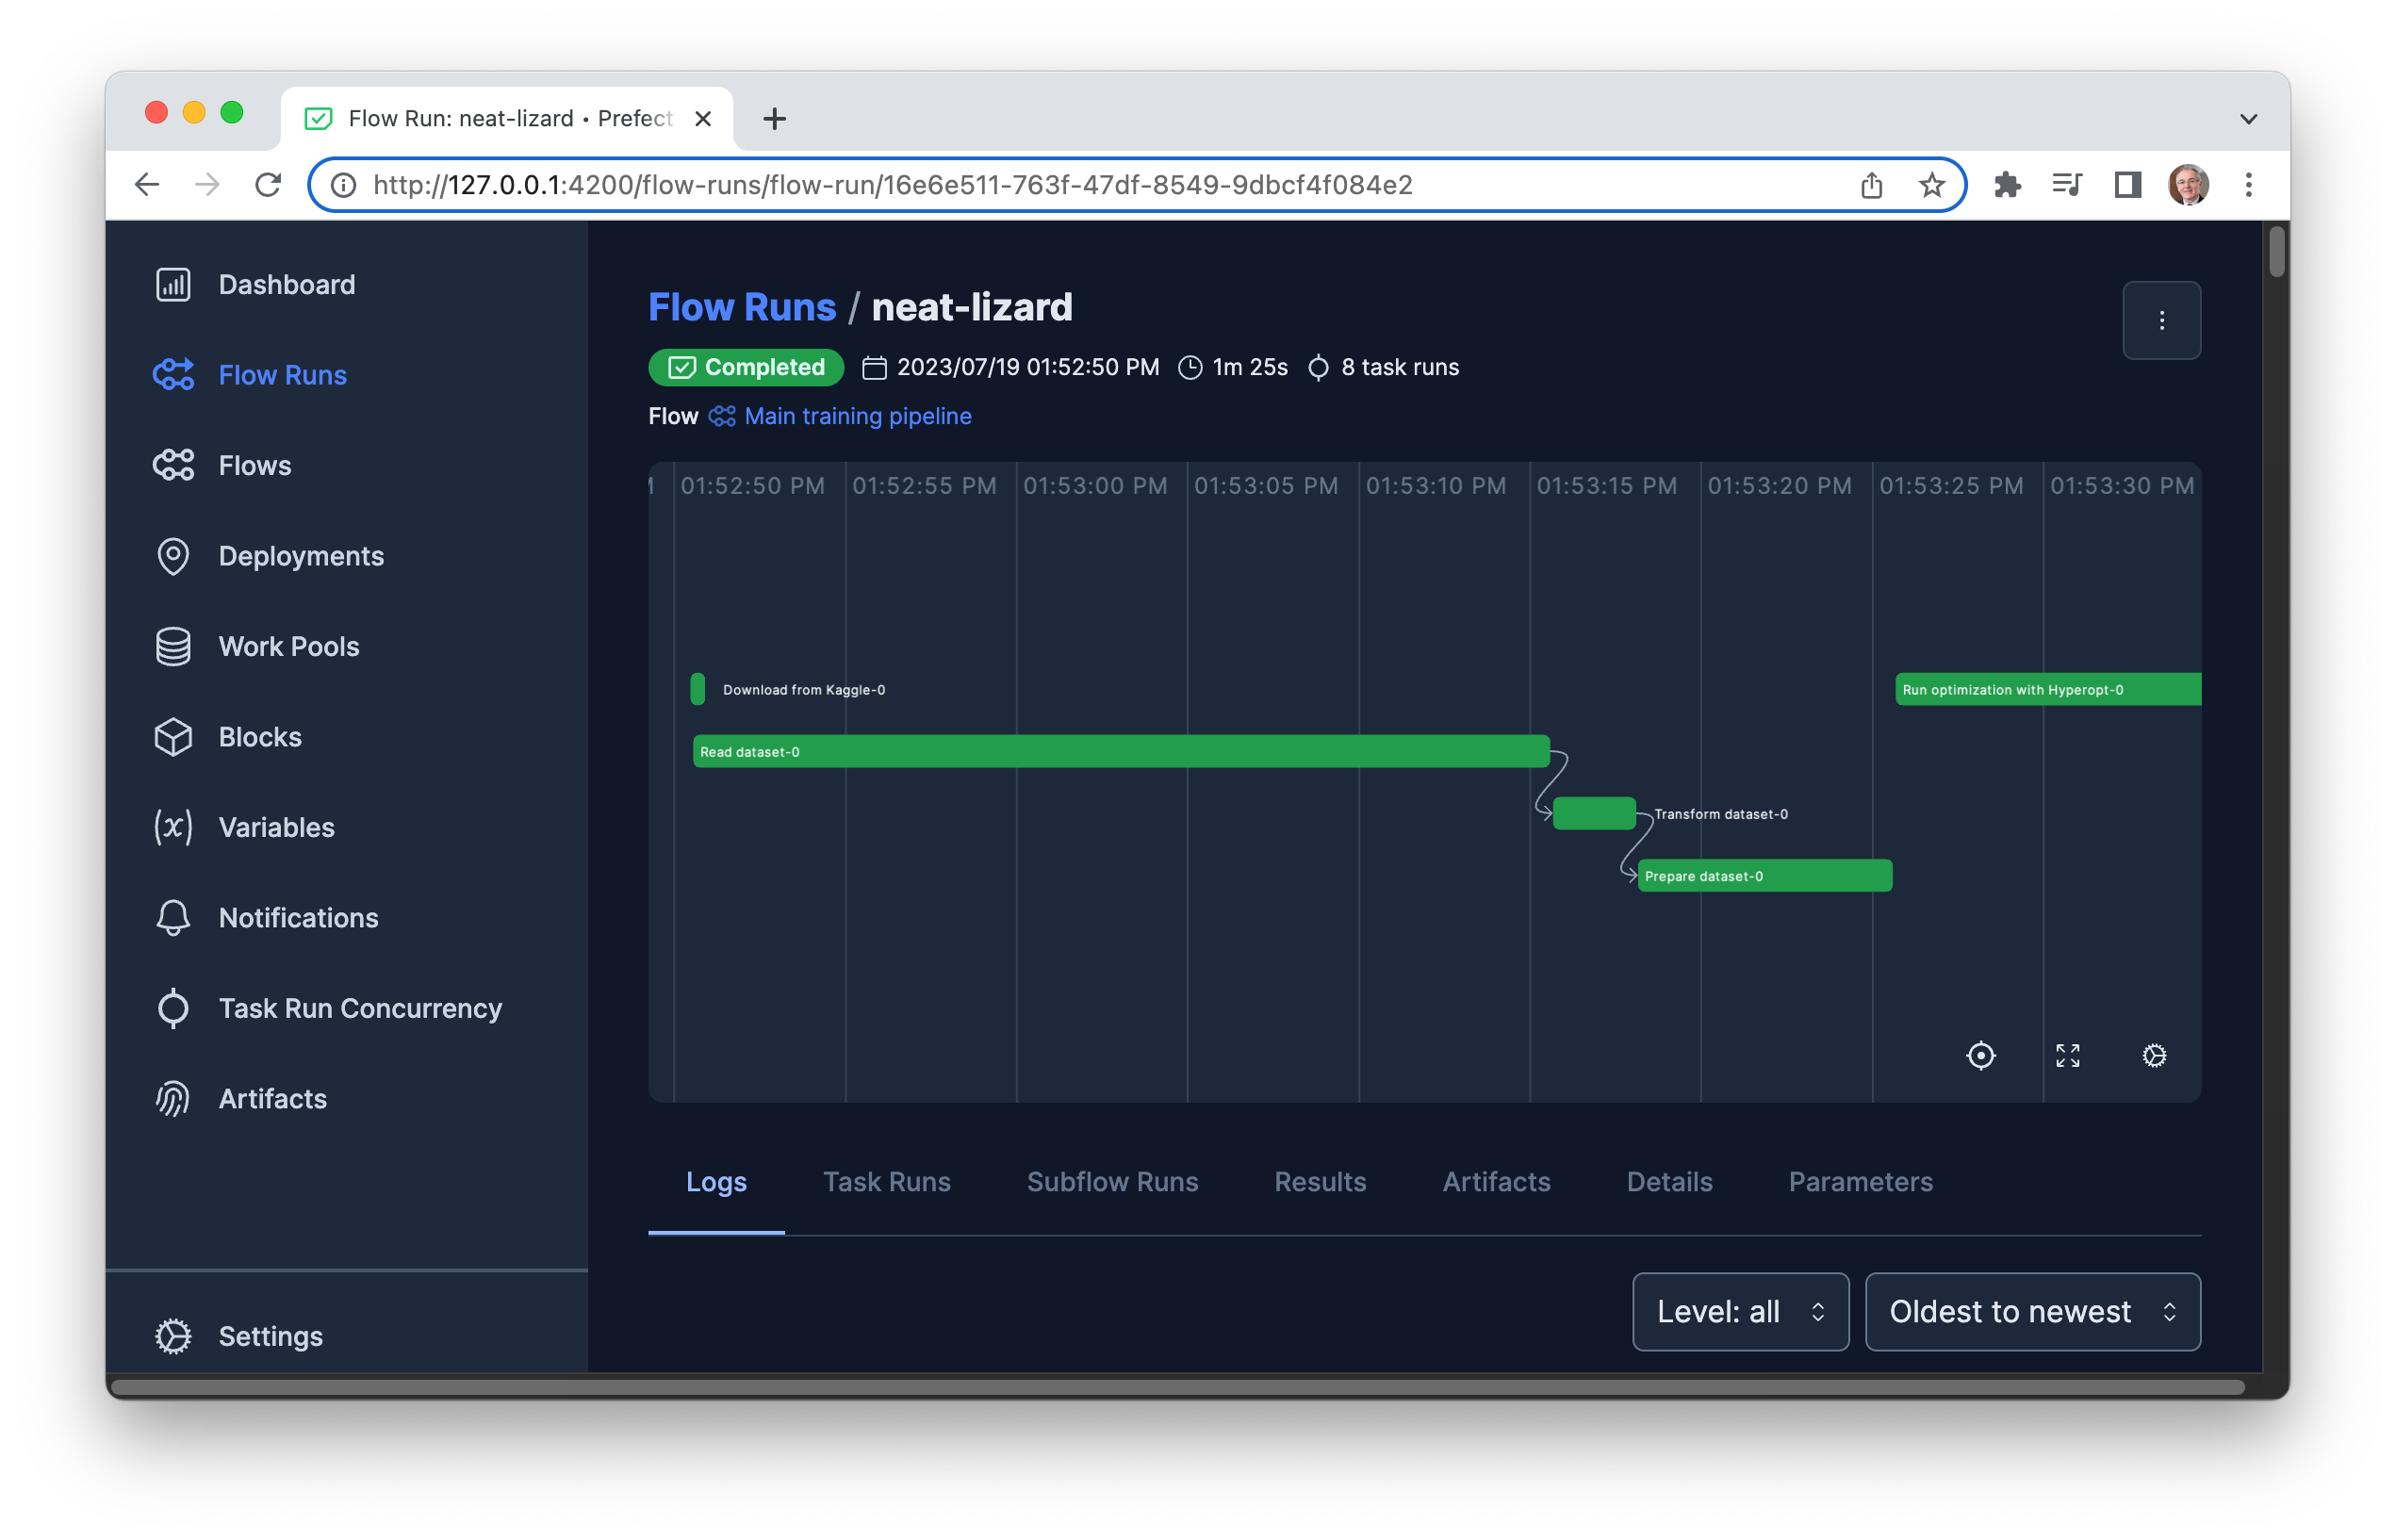 Flow Run: neat-lizard • Prefect
http://127.0.0.1:4200/flow-runs/flow-run/16e6e511-763f-47df-8549-9dbcf4f084e2
Dashboard
Flow Runs
Flows
Deployments
Work Pools
Blocks
Variables
Notifications
Task Run Concurrency
Artifacts
Settings
Flow Runs / neat-lizard
Completed 2023/07/19 01:52:50 PM 1m 25s 8 task runs
Flow Main training pipeline
01:52:50 PM 01:52:55 PM 01:53:00 PM 01:53:05 PM 01:53:10 PM 01:53:15 PM 01:53:20 PM 01:53:25 PM 01:53:30 PM
Download from Kaggle-0
Run optimization with Hyperopt-0
Read dataset-0
Transform dataset-0
Prepare dataset-0
Logs Task Runs Subflow Runs Results Artifacts Details Parameters
Level: all Oldest to newest